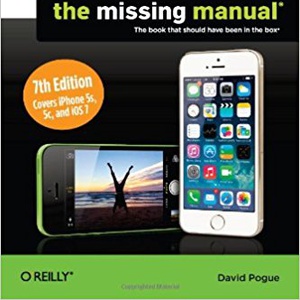 the missing manual®
The book that should have been in the box®
7th Edition
Covers iPhone 5s,
5c, and iOS 7
O REILLY®
David Pogue